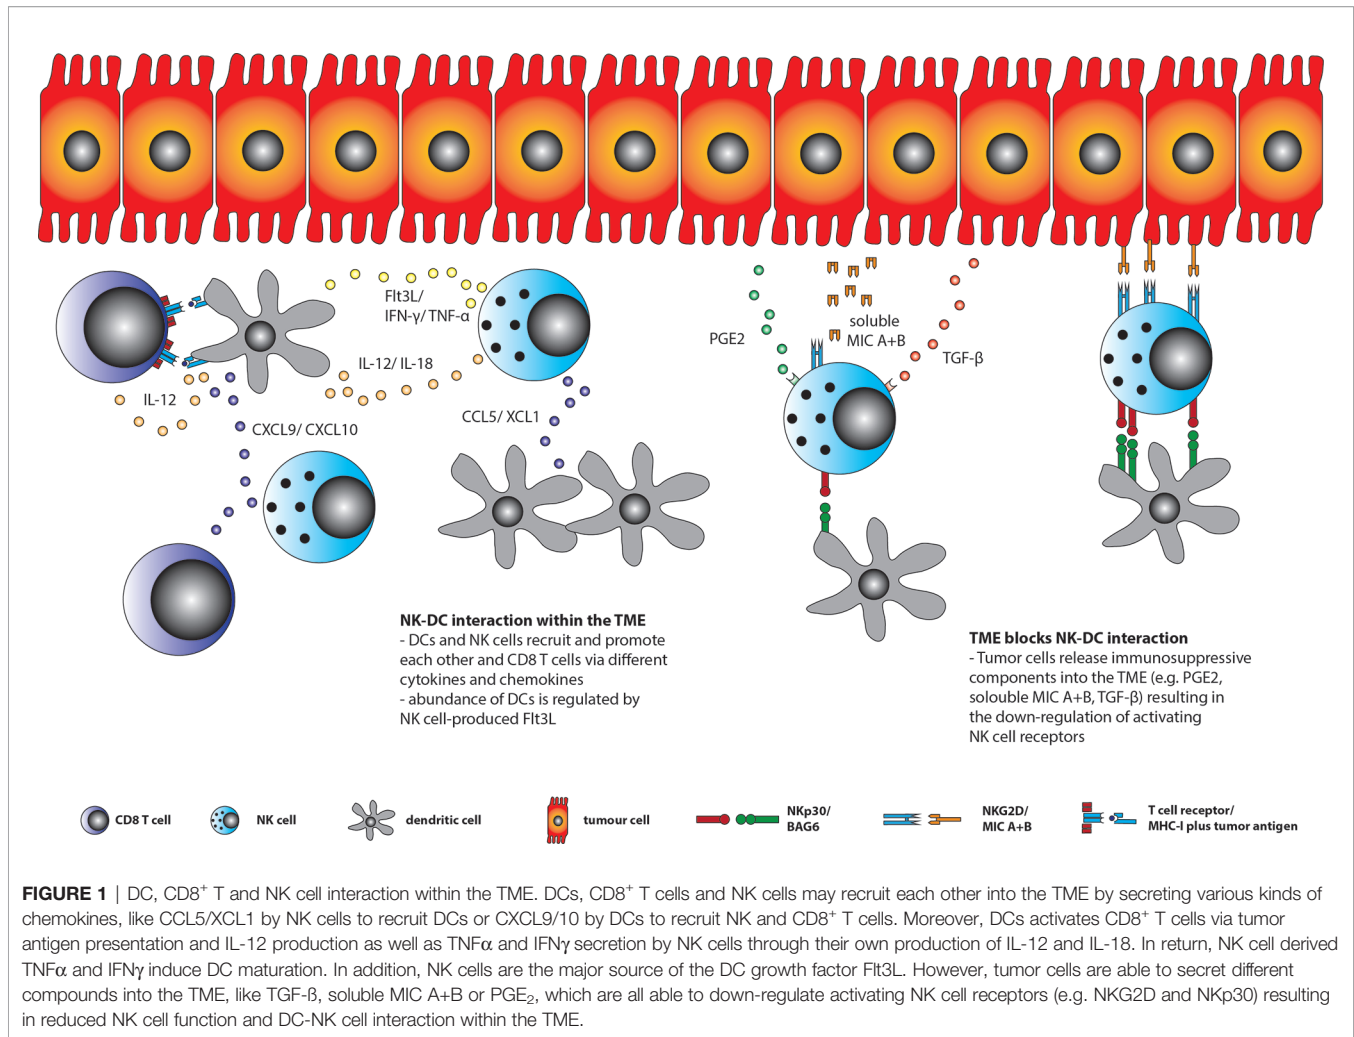 Flt3L/
IFN-γ/ TNF-α
IL-12/ IL-18
IL-12
CXCL9/ CXCL10
CCL5/ XCL1
PGE2
soluble
MIC A+B
TGF-β
NK-DC interaction within the TME
- DCs and NK cells recruit and promote
each other and CD8 T cells via different
cytokines and chemokines
- abundance of DCs is regulated by
NK cell-produced Flt3L
TME blocks NK-DC interaction
- Tumor cells release immunosuppressive
components into the TME (e.g. PGE2,
solouble MIC A+B, TGF-β) resulting in
the down-regulation of activating
NK cell receptors
CD8 T cell
NK cell
dendritic cell
tumour cell
NKp30/
BAG6
NKG2D/
MIC A+B
T cell receptor/
MHC-I plus tumor antigen
FIGURE 1 | DC, CD8⁺ T and NK cell interaction within the TME. DCs, CD8⁺ T cells and NK cells may recruit each other into the TME by secreting various kinds of
chemokines, like CCL5/XCL1 by NK cells to recruit DCs or CXCL9/10 by DCs to recruit NK and CD8⁺ T cells. Moreover, DCs activates CD8⁺ T cells via tumor
antigen presentation and IL-12 production as well as TNFα and IFNγ secretion by NK cells through their own production of IL-12 and IL-18. In return, NK cell derived
TNFα and IFNγ induce DC maturation. In addition, NK cells are the major source of the DC growth factor Flt3L. However, tumor cells are able to secret different
compounds into the TME, like TGF-ß, soluble MIC A+B or PGE₂, which are all able to down-regulate activating NK cell receptors (e.g. NKG2D and NKp30) resulting
in reduced NK cell function and DC-NK cell interaction within the TME.